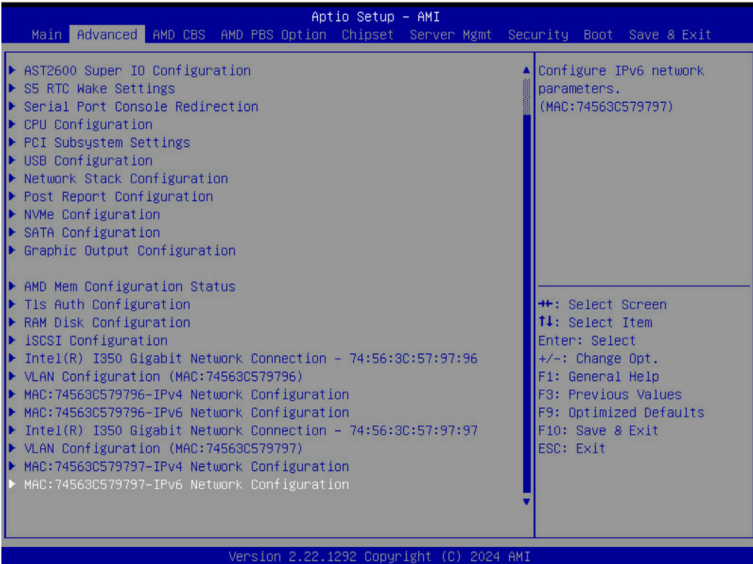 Aptio Setup – AMI
Main Advanced AMD CBS AMD PBS Option Chipset Server Mgmt Security Boot Save & Exit
AST2600 Super IO Configuration
S5 RTC Wake Settings
Serial Port Console Redirection
CPU Configuration
PCI Subsystem Settings
USB Configuration
Network Stack Configuration
Post Report Configuration
NVMe Configuration
SATA Configuration
Graphic Output Configuration
AMD Mem Configuration Status
Tls Auth Configuration
RAM Disk Configuration
iSCSI Configuration
Intel(R) I350 Gigabit Network Connection – 74:56:3C:57:97:96
VLAN Configuration (MAC:74563C579796)
MAC:74563C579796-IPv4 Network Configuration
MAC:74563C579796-IPv6 Network Configuration
Intel(R) I350 Gigabit Network Connection – 74:56:3C:57:97:97
VLAN Configuration (MAC:74563C579797)
MAC:74563C579797-IPv4 Network Configuration
MAC:74563C579797-IPv6 Network Configuration
Configure IPv6 network
parameters.
(MAC:74563C579797)
→←: Select Screen
↑↓: Select Item
Enter: Select
+/-: Change Opt.
F1: General Help
F3: Previous Values
F9: Optimized Defaults
F10: Save & Exit
ESC: Exit
Version 2.22.1292 Copyright (C) 2024 AMI